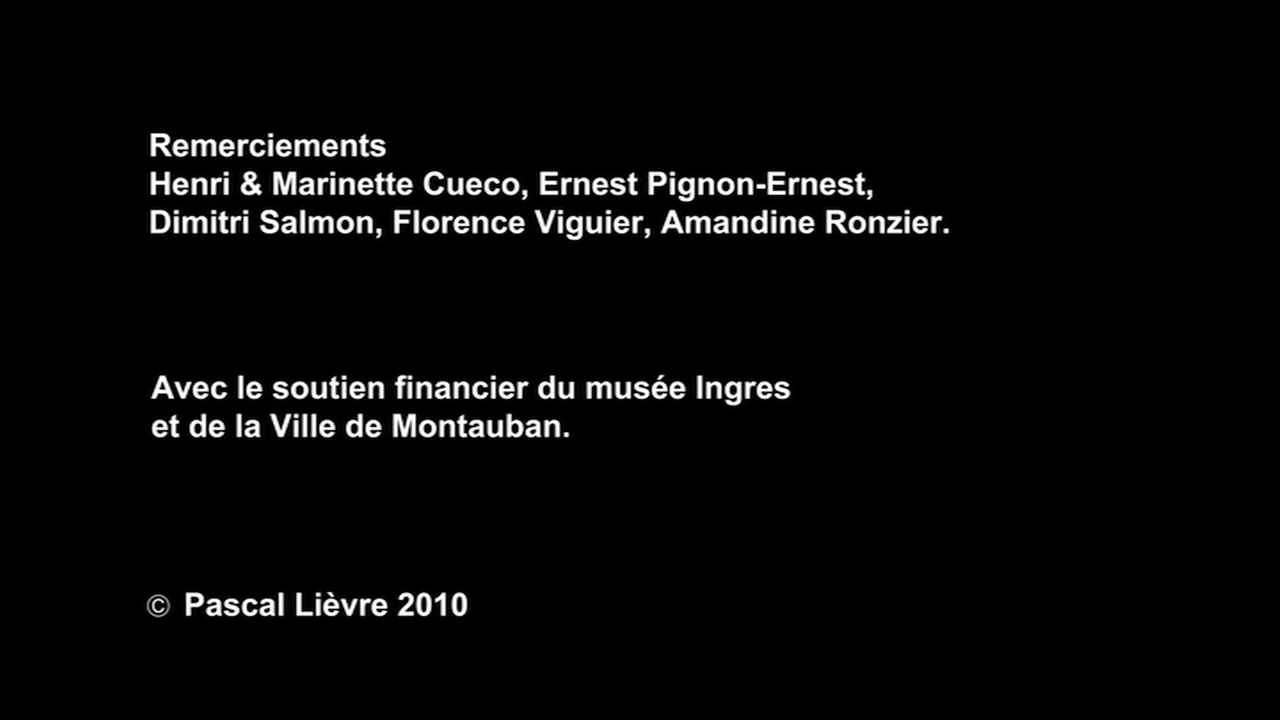 Remerciements
Henri & Marinette Cueco, Ernest Pignon-Ernest,
Dimitri Salmon, Florence Viguier, Amandine Ronzier.
Avec le soutien financier du musée Ingres
et de la Ville de Montauban.
© Pascal Lièvre 2010